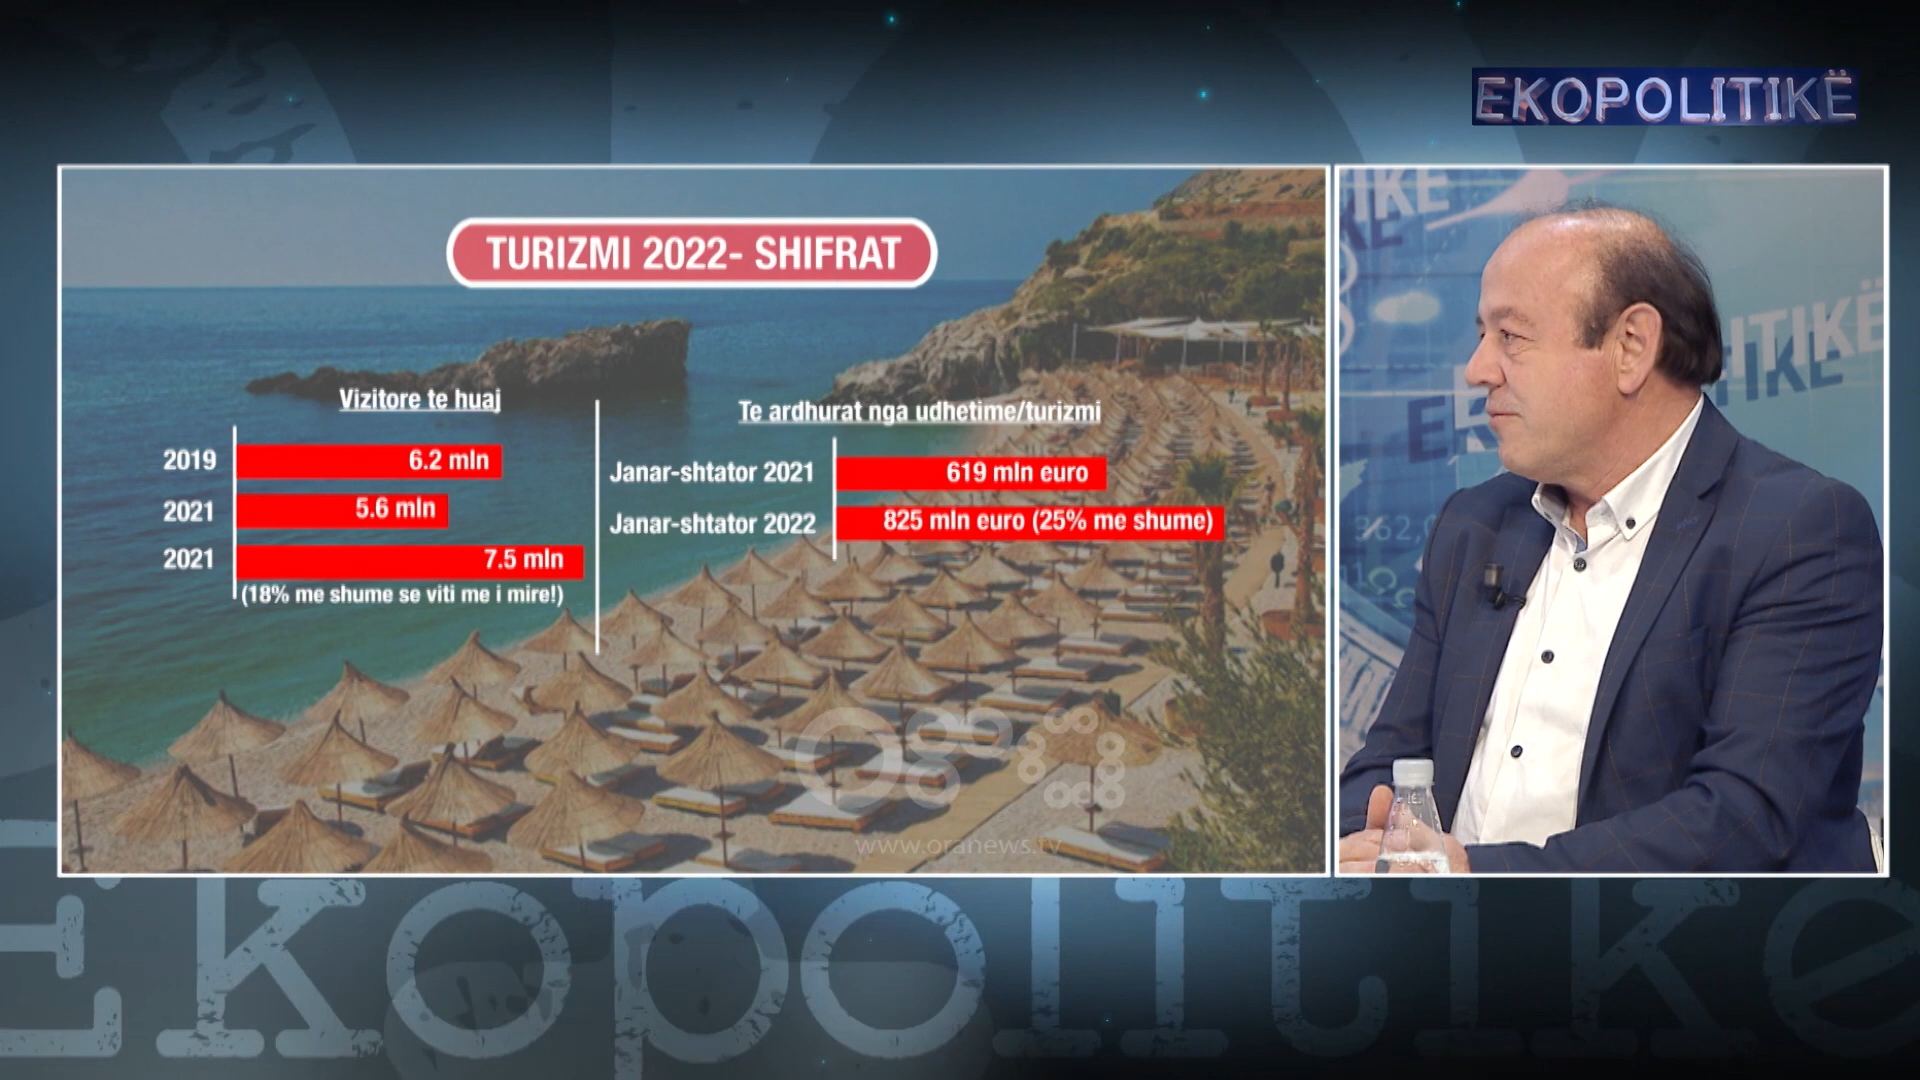 EKOPOLITIKË
TURIZMI 2022- SHIFRAT
Vizitore te huaj
2019 6.2 mln
2021 5.6 mln
2021 7.5 mln
(18% me shume se viti me i mire!)
Te ardhurat nga udhetime/turizmi
Janar-shtator 2021 619 mln euro
Janar-shtator 2022 825 mln euro (25% me shume)
www.oranews.tv
ITIKË
Ekopolitike